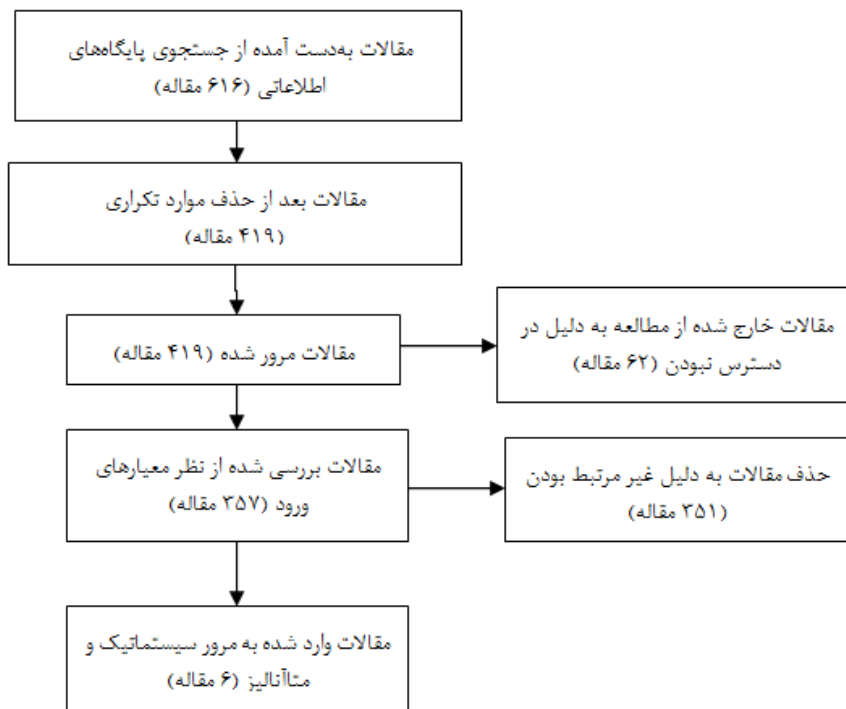 مقالات به‌دست آمده از جستجوی پایگاه‌های
اطلاعاتی (۶۱۶ مقاله)
مقالات بعد از حذف موارد تکراری
(۴۱۹ مقاله)
مقالات مرور شده (۴۱۹ مقاله)
مقالات خارج شده از مطالعه به دلیل در
دسترس نبودن (۶۲ مقاله)
مقالات بررسی شده از نظر معیارهای
ورود (۳۵۷ مقاله)
حذف مقالات به دلیل غیر مرتبط بودن
(۳۵۱ مقاله)
مقالات وارد شده به مرور سیستماتیک و
متاآنالیز (۶ مقاله)